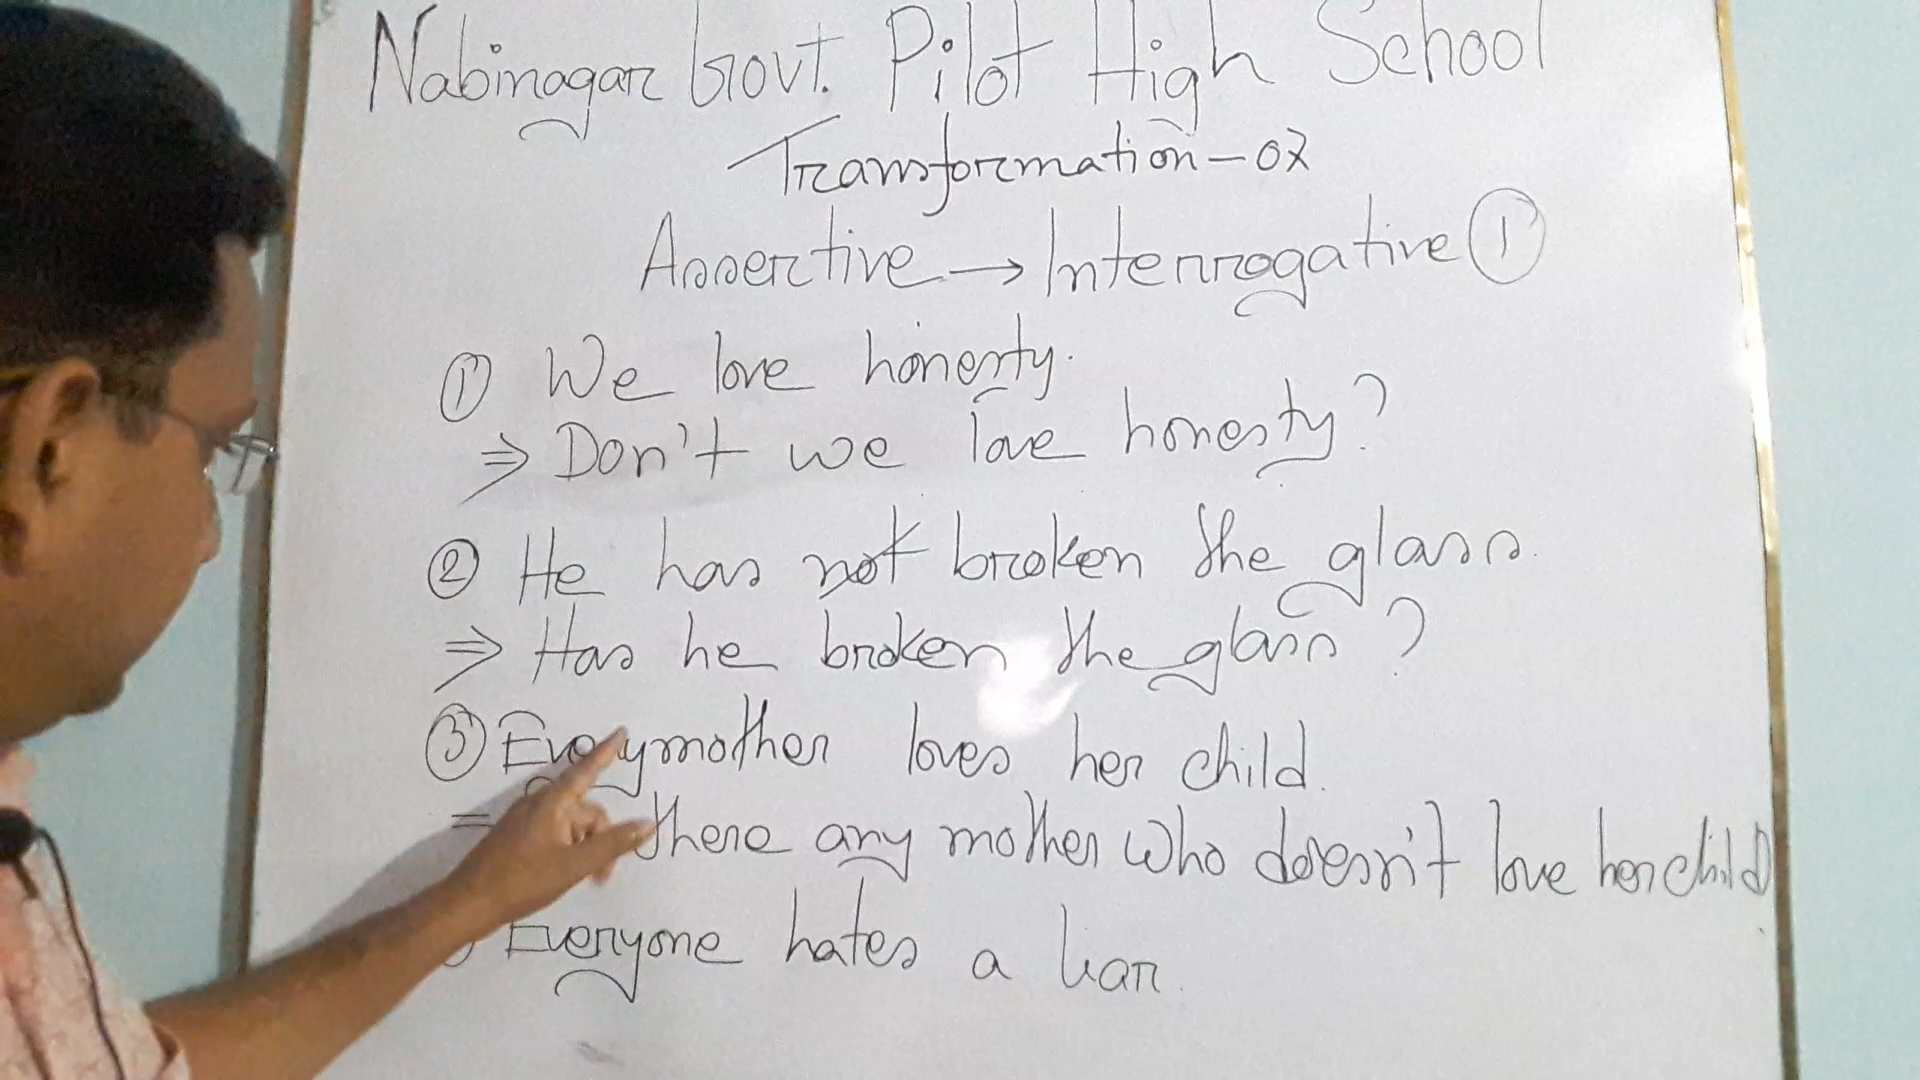 Nabinagar Govt. Pilot High School
Transformation-02
Assertive → Interrogative ①
① We love honesty.
⇒ Don't we love honesty?
② He has not broken the glass.
⇒ Has he broken the glass?
③ Every mother loves her child.
there any mother who doesn't love her child
Everyone hates a liar.